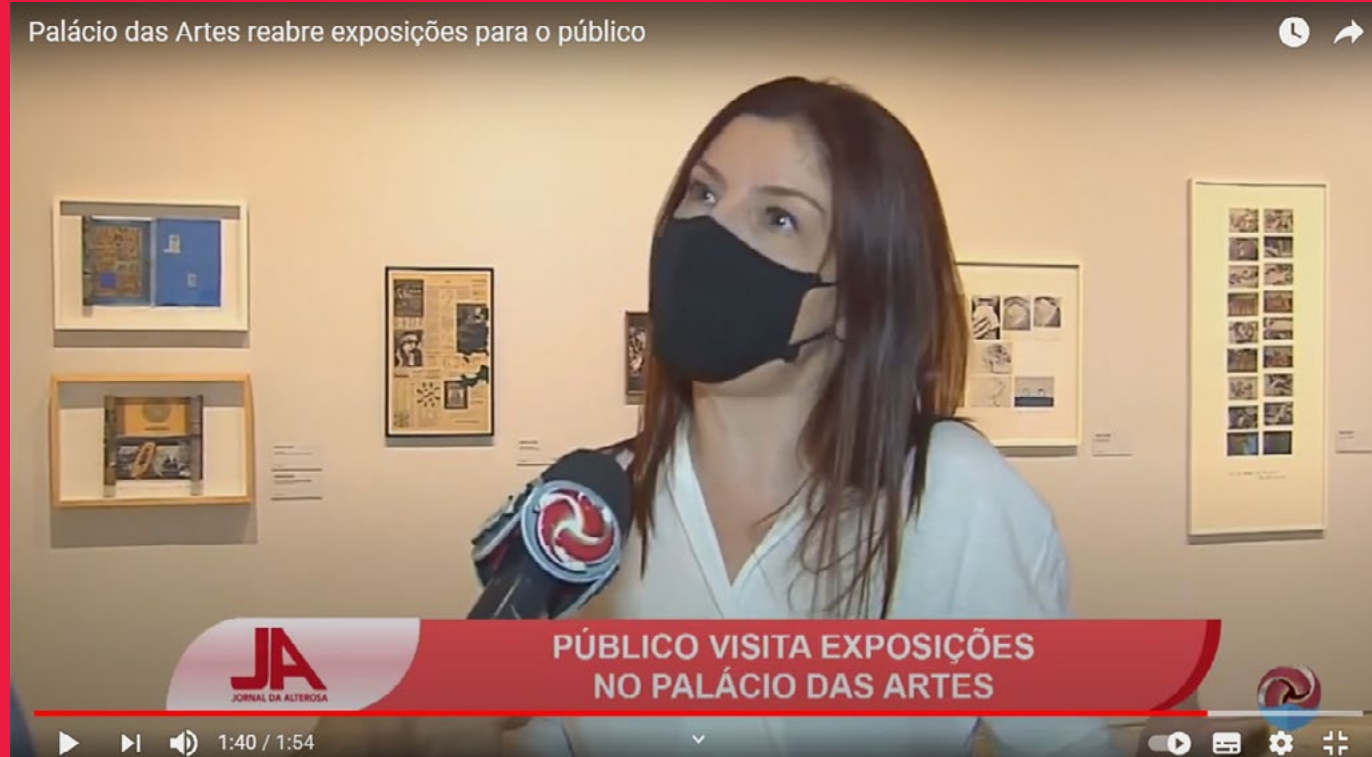 Palácio das Artes reabre exposições para o público
JA
JORNAL DA ALTEROSA
PÚBLICO VISITA EXPOSIÇÕES
NO PALÁCIO DAS ARTES
1:40 / 1:54